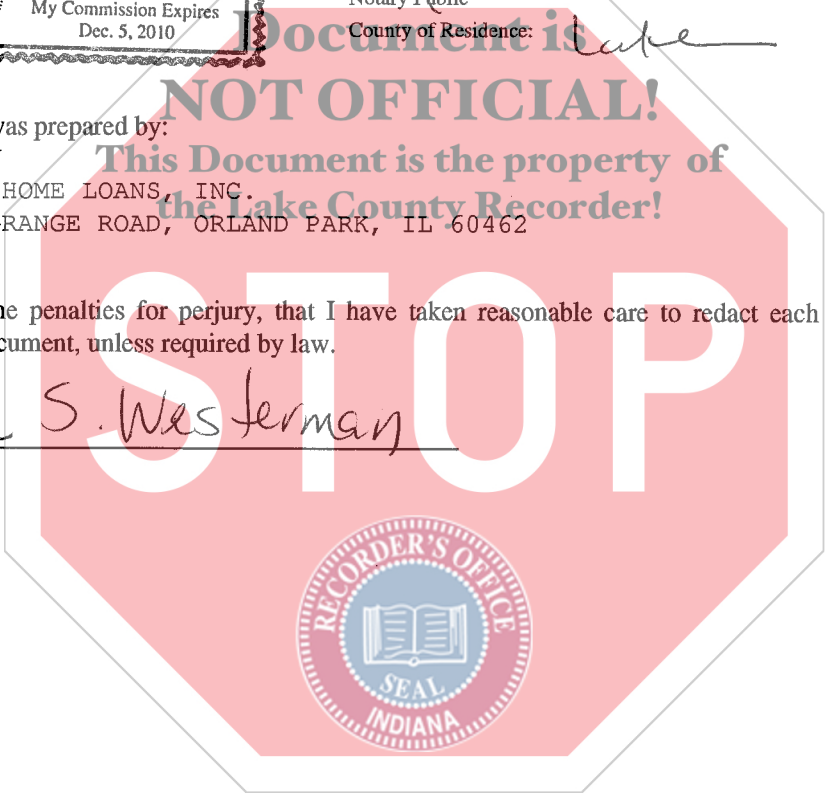 My Commission Expires
Dec. 5, 2010
Notary Public
County of Residence: Lake
Document is
NOT OFFICIAL!
was prepared by:
This Document is the property of
HOME LOANS, INC.
the Lake County Recorder!
RANGE ROAD, ORLAND PARK, IL 60462
he penalties for perjury, that I have taken reasonable care to redact each
cument, unless required by law.
STOP
S. Westerman
RECORDER'S OFFICE
SEAL
INDIANA